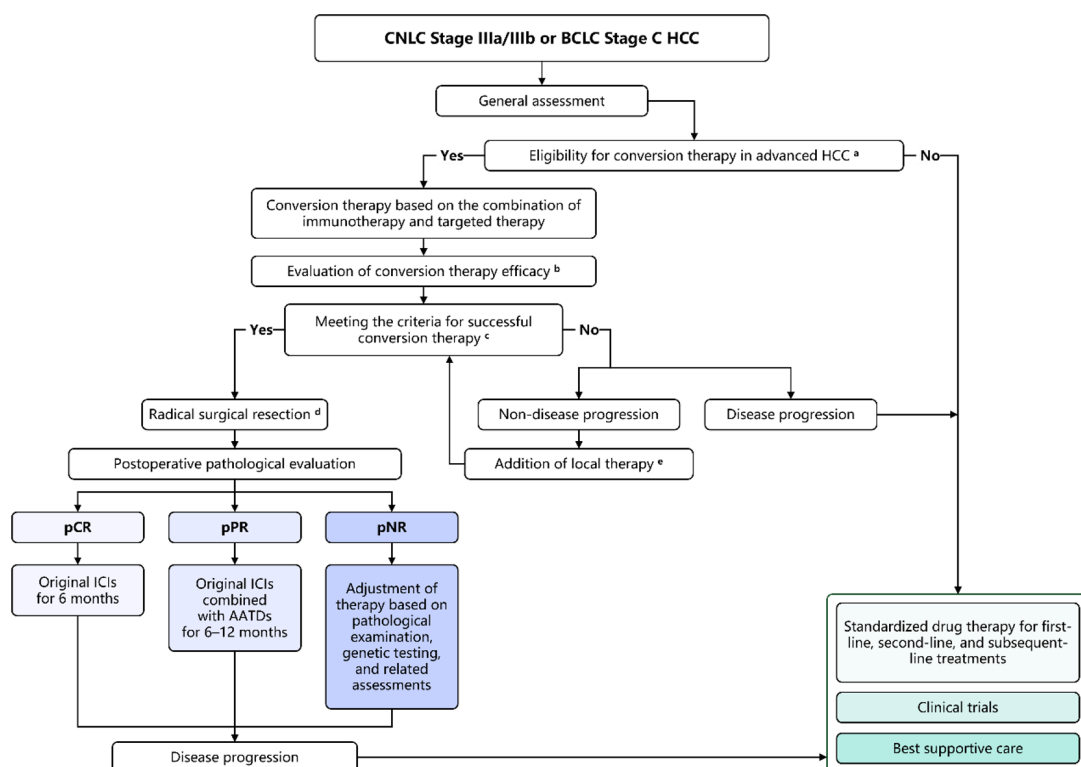 CNLC Stage IIIa/IIIb or BCLC Stage C HCC
General assessment
Eligibility for conversion therapy in advanced HCC a
Yes
No
Conversion therapy based on the combination of
immunotherapy and targeted therapy
Evaluation of conversion therapy efficacy b
Meeting the criteria for successful
conversion therapy c
Yes
No
Radical surgical resection d
Non-disease progression
Disease progression
Postoperative pathological evaluation
Addition of local therapy e
pCR
pPR
pNR
Original ICIs
for 6 months
Original ICIs
combined
with AATDs
for 6–12 months
Adjustment of
therapy based on
pathological
examination,
genetic testing,
and related
assessments
Standardized drug therapy for first-
line, second-line, and subsequent-
line treatments
Clinical trials
Best supportive care
Disease progression